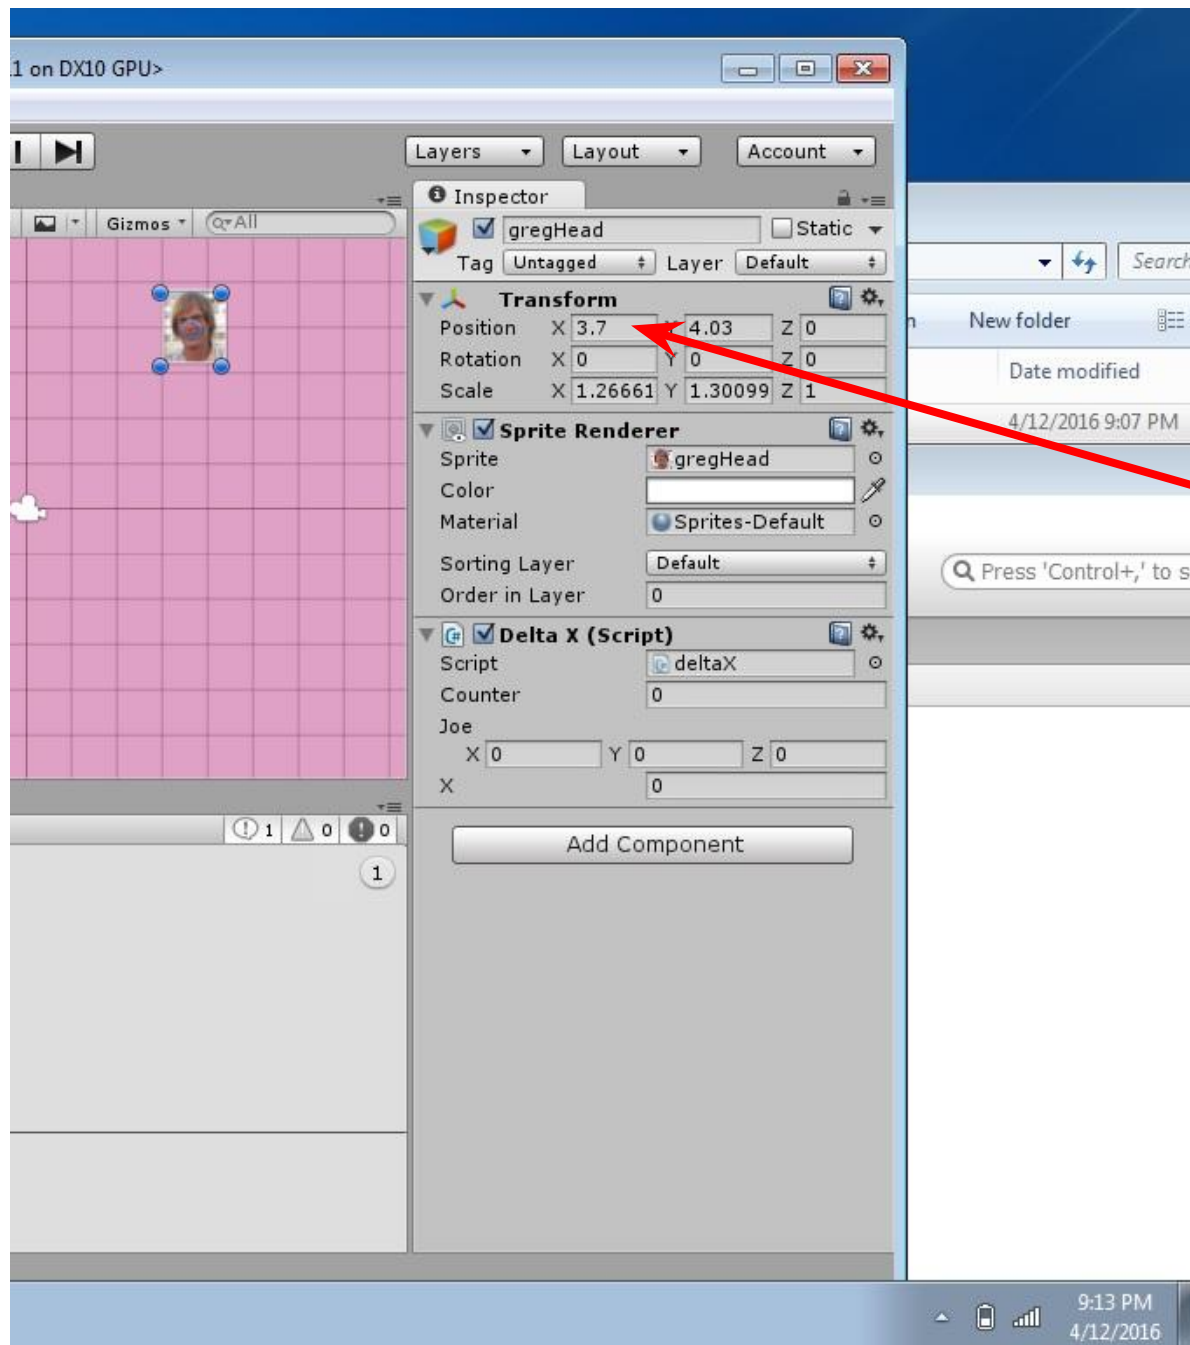 11 on DX10 GPU>
Layers Layout Account
Inspector
Gizmos All
gregHead Static
Tag Untagged Layer Default
Transform
Position X 3.7 Y 4.03 Z 0
Rotation X 0 Y 0 Z 0
Scale X 1.26661 Y 1.30099 Z 1
Sprite Renderer
Sprite gregHead
Color
Material Sprites-Default
Sorting Layer Default
Order in Layer 0
Delta X (Script)
Script deltaX
Counter 0
Joe
X 0 Y 0 Z 0
X 0
1 0 0
Add Component
1
Search
New folder
Date modified
4/12/2016 9:07 PM
Press 'Control+,' to s
9:13 PM
4/12/2016